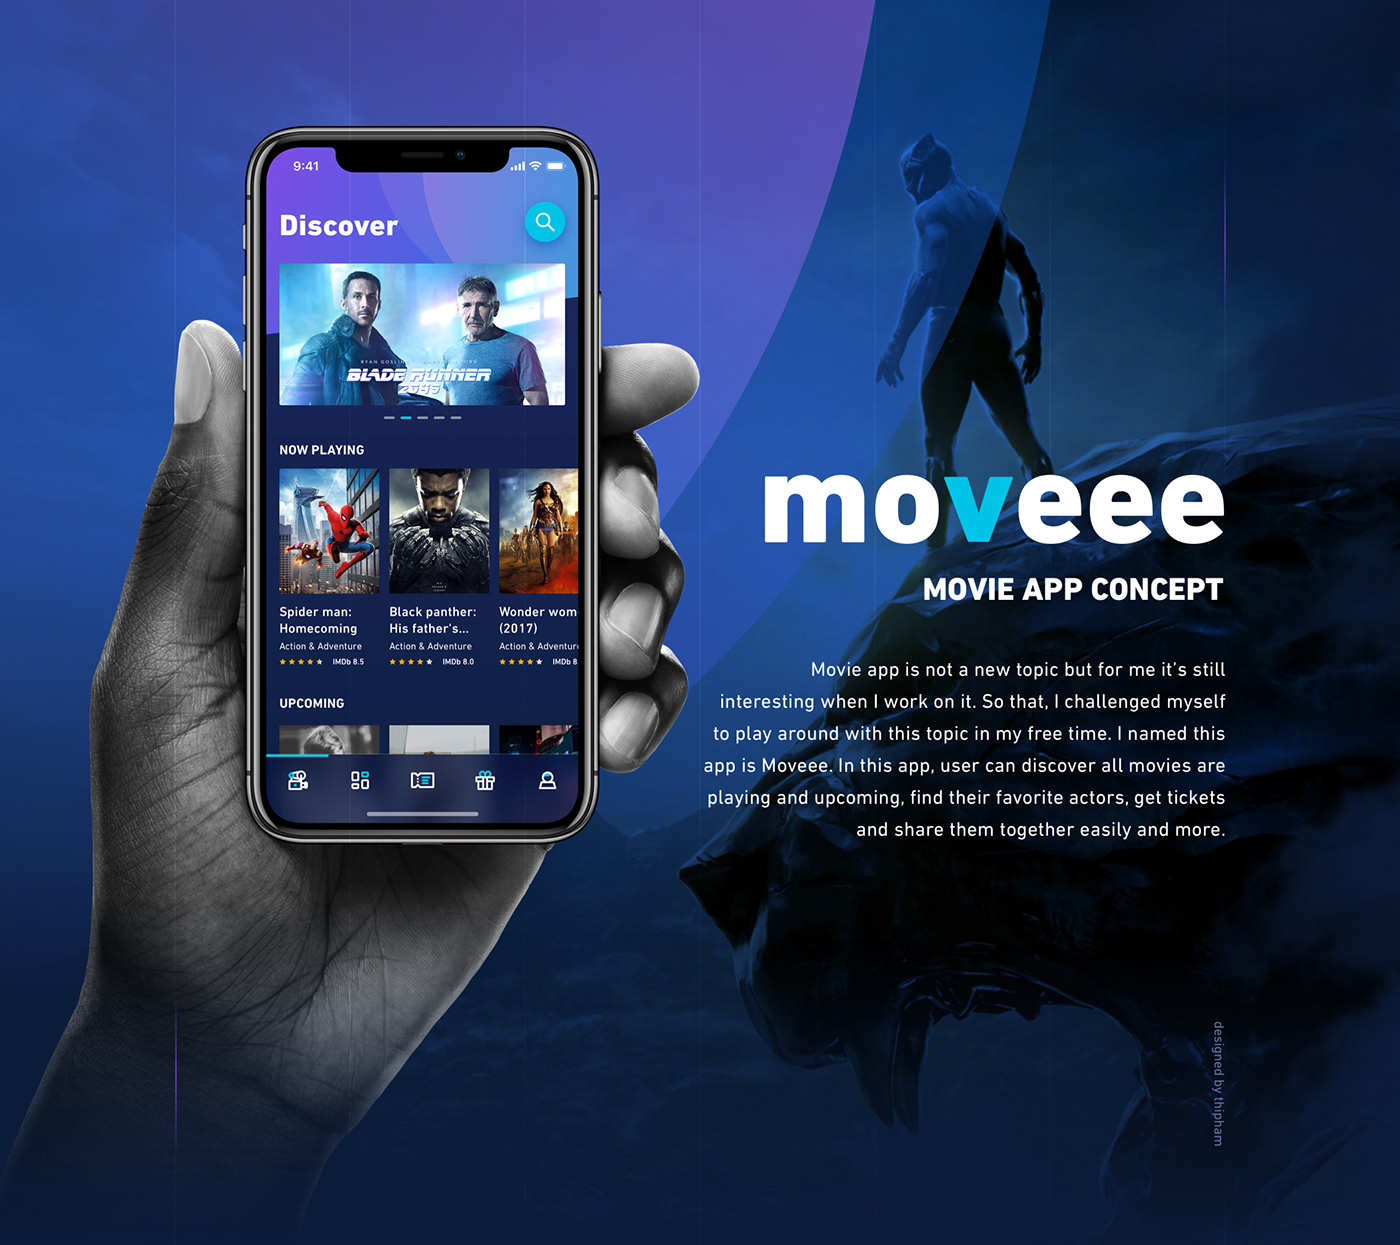 9:41
Discover
BLADE RUNNER
2049
NOW PLAYING
Spider man:
Homecoming
Action & Adventure
IMDb 8.5
Black panther:
His father's...
Action & Adventure
IMDb 8.0
Wonder wom
(2017)
Action & Adventure
IMDb 8.
UPCOMING
moveee
MOVIE APP CONCEPT
Movie app is not a new topic but for me it's still
interesting when I work on it. So that, I challenged myself
to play around with this topic in my free time. I named this
app is Moveee. In this app, user can discover all movies are
playing and upcoming, find their favorite actors, get tickets
and share them together easily and more.
designed by thipham